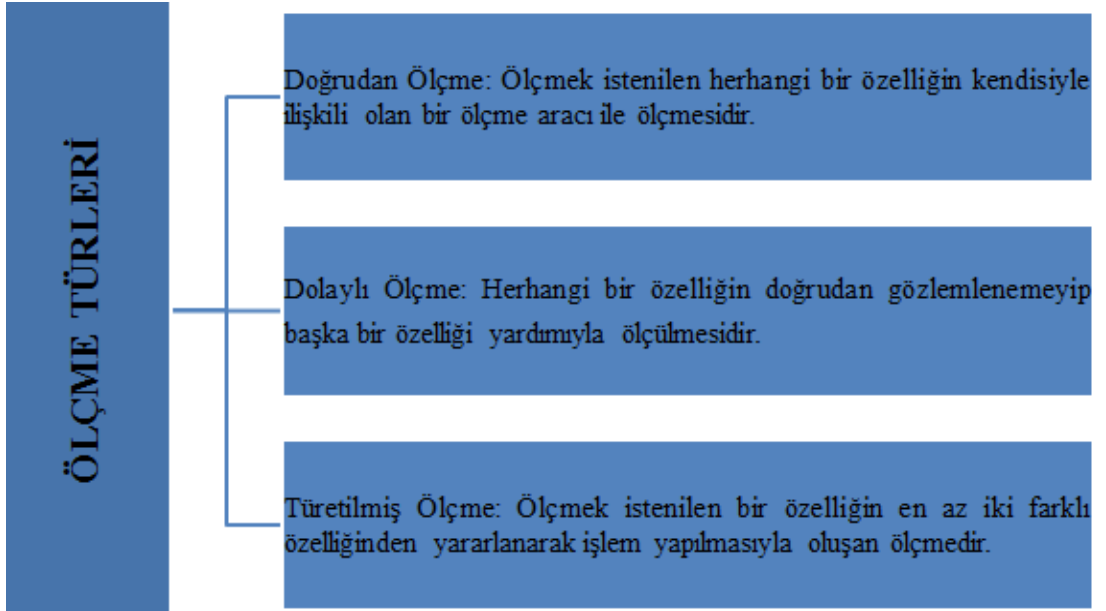 ÖLÇME TÜRLERİ
Doğrudan Ölçme: Ölçmek istenilen herhangi bir özelliğin kendisiyle
ilişkili olan bir ölçme aracı ile ölçmesidir.
Dolaylı Ölçme: Herhangi bir özelliğin doğrudan gözlemlenemeyip
başka bir özelliği yardımıyla ölçülmesidir.
Türetilmiş Ölçme: Ölçmek istenilen bir özelliğin en az iki farklı
özelliğinden yararlanarak işlem yapılmasıyla oluşan ölçmedir.